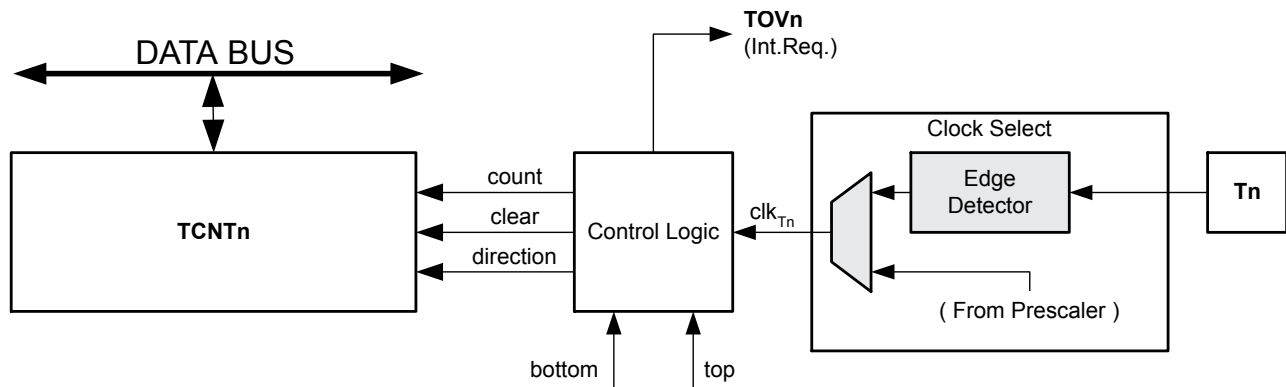 TOVn
(Int.Req.)
DATA BUS
Clock Select
count
clear
direction
TCNTn
Control Logic
clkTn
Edge
Detector
Tn
( From Prescaler )
bottom
top